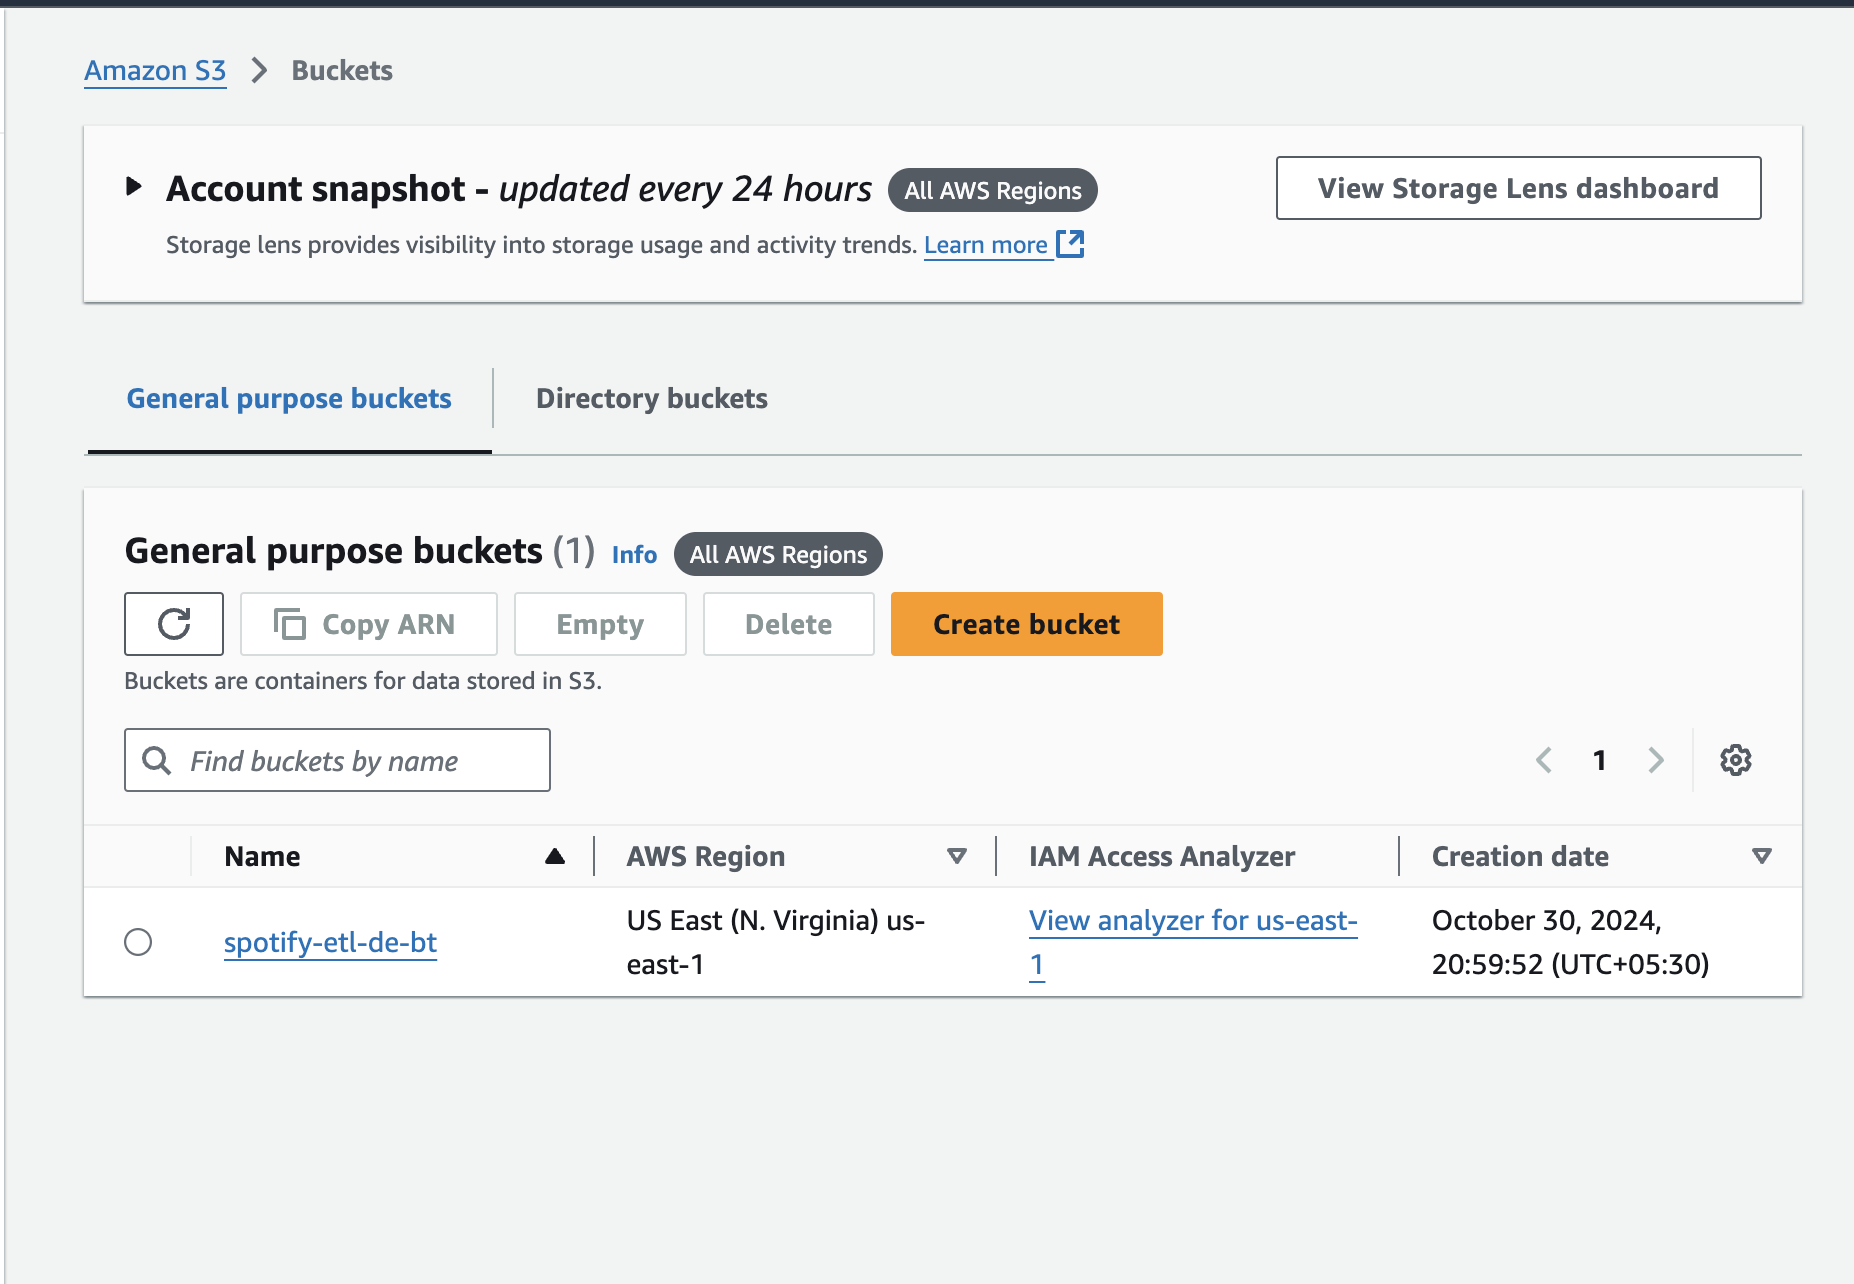 Amazon S3 > Buckets
Account snapshot - updated every 24 hours All AWS Regions
View Storage Lens dashboard
Storage lens provides visibility into storage usage and activity trends. Learn more
General purpose buckets
Directory buckets
General purpose buckets (1) Info All AWS Regions
Copy ARN
Empty
Delete
Create bucket
Buckets are containers for data stored in S3.
Find buckets by name
1
Name
AWS Region
IAM Access Analyzer
Creation date
spotify-etl-de-bt
US East (N. Virginia) us-
east-1
View analyzer for us-east-
1
October 30, 2024,
20:59:52 (UTC+05:30)